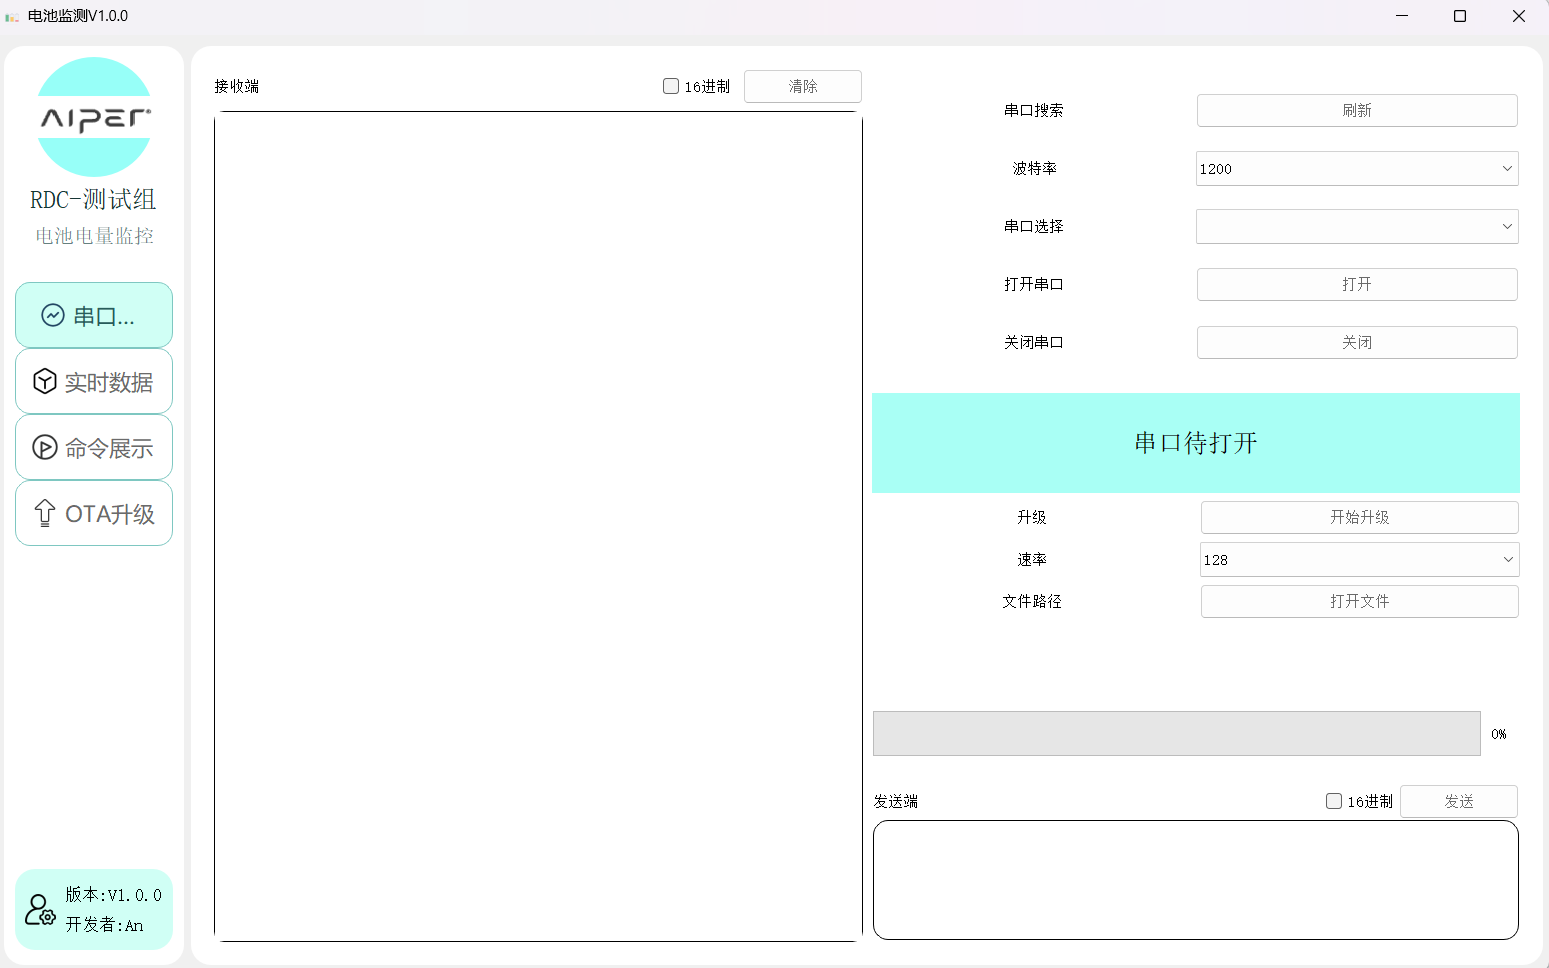 电池监测V1.0.0
AIPER
RDC-测试组
电池电量监控
串口...
实时数据
命令展示
OTA升级
版本:V1.0.0
开发者:An
接收端
16进制
清除
串口搜索
刷新
波特率
1200
串口选择
打开串口
打开
关闭串口
关闭
串口待打开
升级
开始升级
速率
128
文件路径
打开文件
0%
发送端
16进制
发送